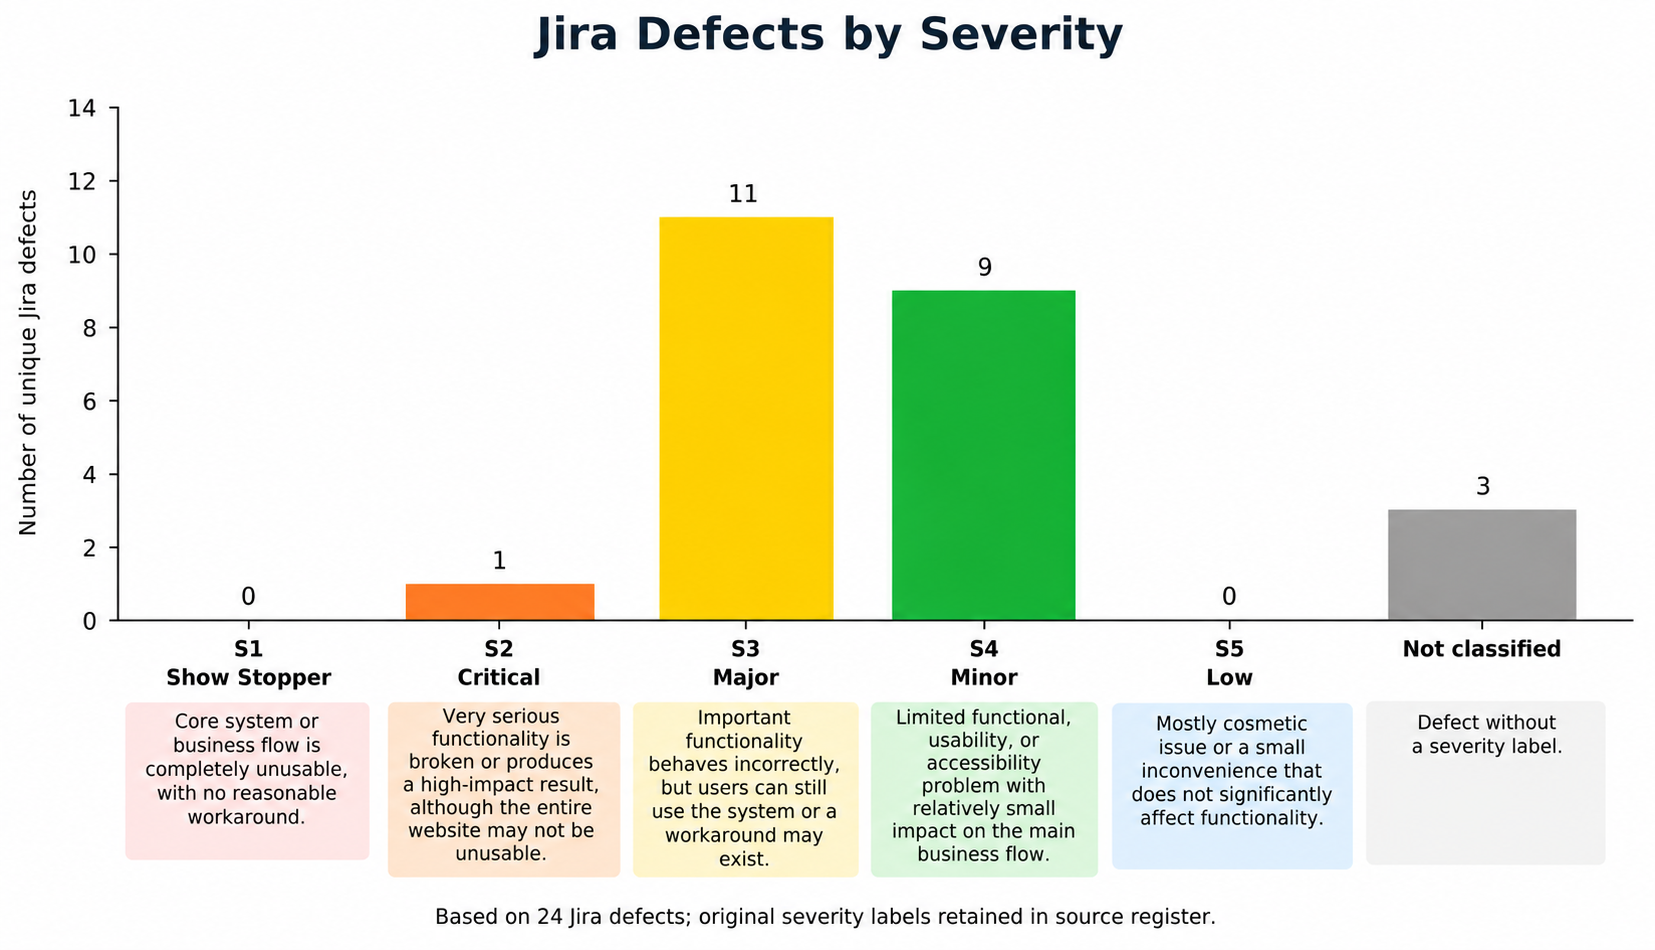 Jira Defects by Severity
Number of unique Jira defects
14
12
10
8
6
4
2
0
0
1
11
9
0
3
S1
Show Stopper
S2
Critical
S3
Major
S4
Minor
S5
Low
Not classified
Core system or
business flow is
completely unusable,
with no reasonable
workaround.
Very serious
functionality is
broken or produces
a high-impact result,
although the entire
website may not be
unusable.
Important
functionality
behaves incorrectly,
but users can still
use the system or a
workaround may
exist.
Limited functional,
usability, or
accessibility
problem with
relatively small
impact on the main
business flow.
Mostly cosmetic
issue or a small
inconvenience that
does not significantly
affect functionality.
Defect without
a severity label.
Based on 24 Jira defects; original severity labels retained in source register.